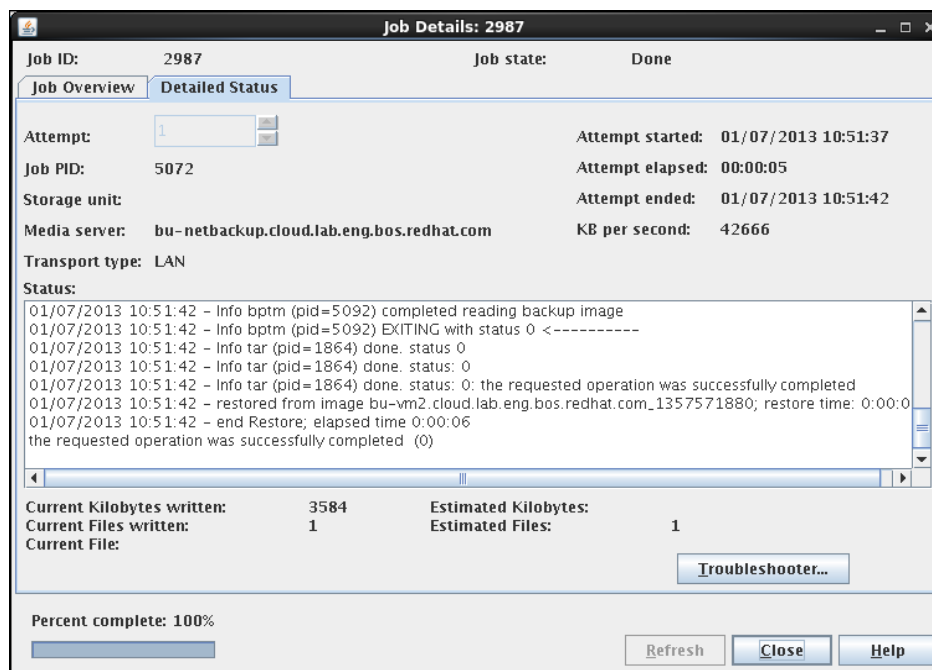 Job Details: 2987
Job ID: 2987 Job state: Done
Job Overview Detailed Status
Attempt: 1 Attempt started: 01/07/2013 10:51:37
Job PID: 5072 Attempt elapsed: 00:00:05
Storage unit: Attempt ended: 01/07/2013 10:51:42
Media server: bu-netbackup.cloud.lab.eng.bos.redhat.com KB per second: 42666
Transport type: LAN
Status:
01/07/2013 10:51:42 - Info bptm (pid=5092) completed reading backup image
01/07/2013 10:51:42 - Info bptm (pid=5092) EXITING with status 0 <----------
01/07/2013 10:51:42 - Info tar (pid=1864) done. status 0
01/07/2013 10:51:42 - Info tar (pid=1864) done. status: 0
01/07/2013 10:51:42 - Info tar (pid=1864) done. status: 0: the requested operation was successfully completed
01/07/2013 10:51:42 - restored from image bu-vm2.cloud.lab.eng.bos.redhat.com_1357571880; restore time: 0:00:0
01/07/2013 10:51:42 - end Restore; elapsed time 0:00:06
the requested operation was successfully completed (0)
Current Kilobytes written: 3584 Estimated Kilobytes:
Current Files written: 1 Estimated Files: 1
Current File:
Troubleshooter...
Percent complete: 100%
Refresh Close Help